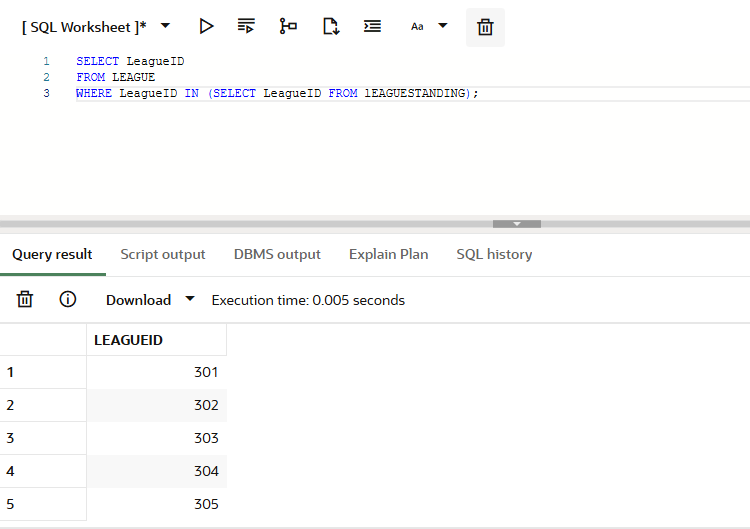 [ SQL Worksheet ]* Aa
1 SELECT LeagueID
2 FROM LEAGUE
3 WHERE LeagueID IN (SELECT LeagueID FROM lEAGUESTANDING);
Query result Script output DBMS output Explain Plan SQL history
Download Execution time: 0.005 seconds
LEAGUEID
1 301
2 302
3 303
4 304
5 305